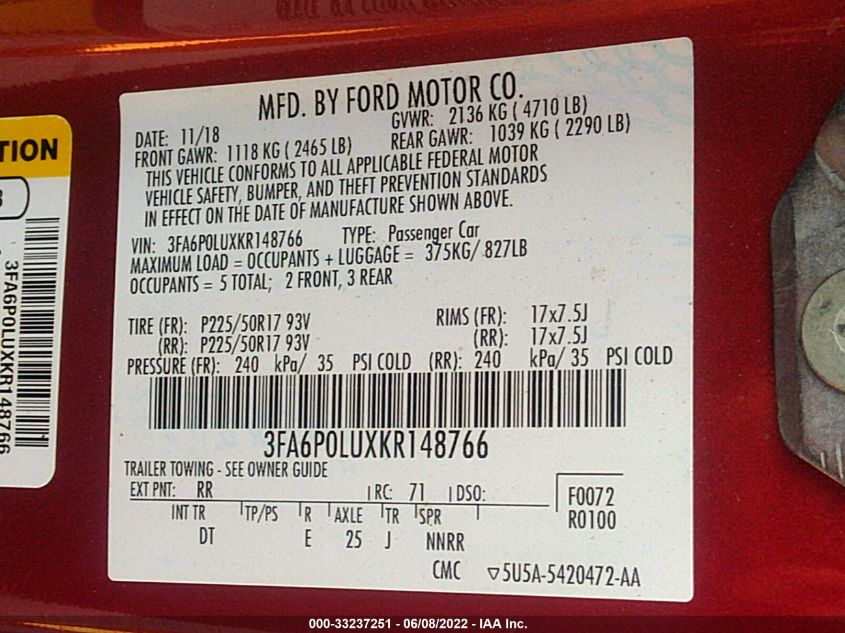 MFD. BY FORD MOTOR CO.
DATE: 11/18 GVWR: 2136 KG ( 4710 LB)
FRONT GAWR: 1118 KG ( 2465 LB) REAR GAWR: 1039 KG ( 2290 LB)
THIS VEHICLE CONFORMS TO ALL APPLICABLE FEDERAL MOTOR
VEHICLE SAFETY, BUMPER, AND THEFT PREVENTION STANDARDS
IN EFFECT ON THE DATE OF MANUFACTURE SHOWN ABOVE.
VIN: 3FA6P0LUXKR148766 TYPE: Passenger Car
MAXIMUM LOAD = OCCUPANTS + LUGGAGE = 375KG/ 827LB
OCCUPANTS = 5 TOTAL; 2 FRONT, 3 REAR
TIRE (FR): P225/50R17 93V RIMS (FR): 17x7.5J
(RR): P225/50R17 93V (RR): 17x7.5J
PRESSURE (FR): 240 kPa/ 35 PSI COLD (RR): 240 kPa/ 35 PSI COLD
3FA6P0LUXKR148766
TRAILER TOWING - SEE OWNER GUIDE
EXT PNT: RR RC: 71 DSO: F0072
INT TR TP/PS R AXLE TR SPR R0100
DT E 25 J NNRR
CMC ▽5U5A-5420472-AA
TION
3
3FA6P0LUXKR148766
000-33237251 - 06/08/2022 - IAA Inc.